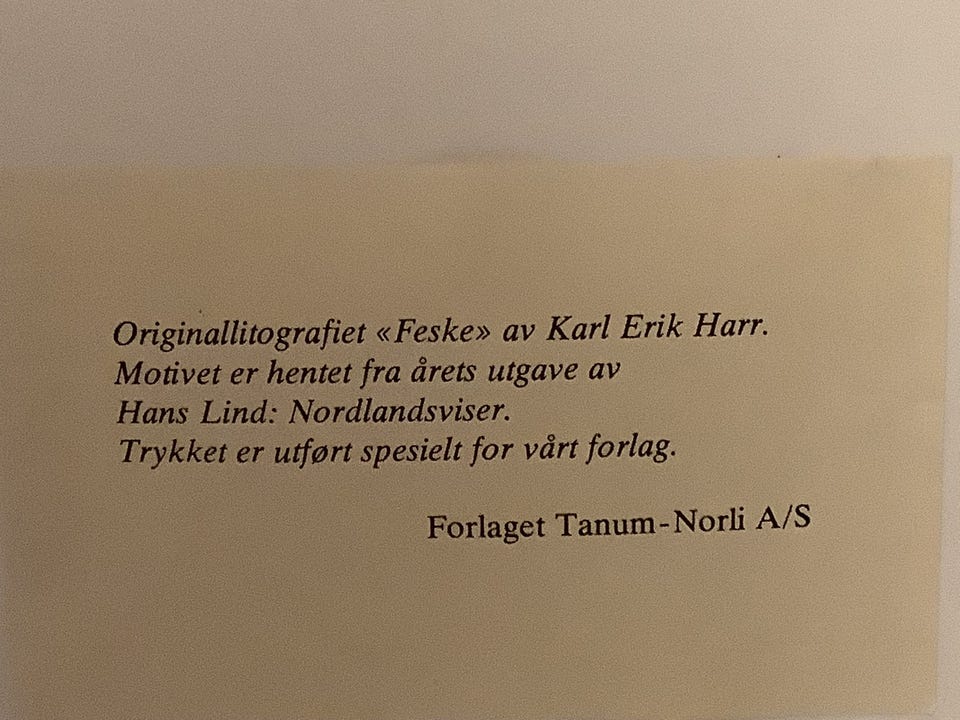 Originallitografiet «Feske» av Karl Erik Harr.
Motivet er hentet fra årets utgave av
Hans Lind: Nordlandsviser.
Trykket er utført spesielt for vårt forlag.
Forlaget Tanum-Norli A/S